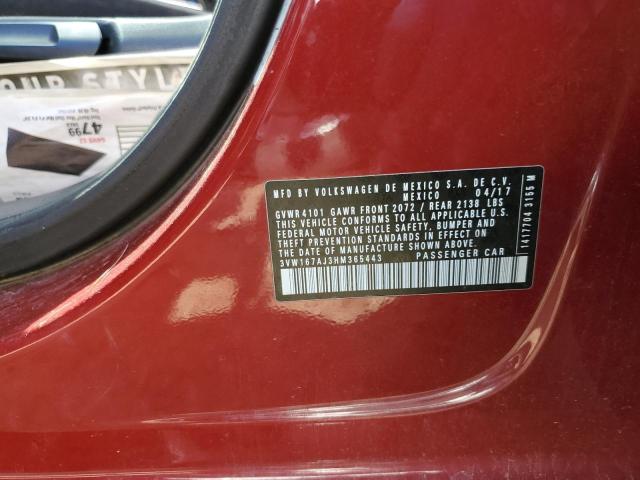 OUR STYL
4799
MFD BY VOLKSWAGEN DE MEXICO S.A. DE C.V.
MEXICO 04/17
GVWR4101 GAWR FRONT 2072 / REAR 2138 LBS
THIS VEHICLE CONFORMS TO ALL APPLICABLE U.S.
FEDERAL MOTOR VEHICLE SAFETY, BUMPER AND
THEFT PREVENTION STANDARDS IN EFFECT ON
THE DATE OF MANUFACTURE SHOWN ABOVE
3VW167AJ3HM365443 PASSENGER CAR
1417704 3155 M